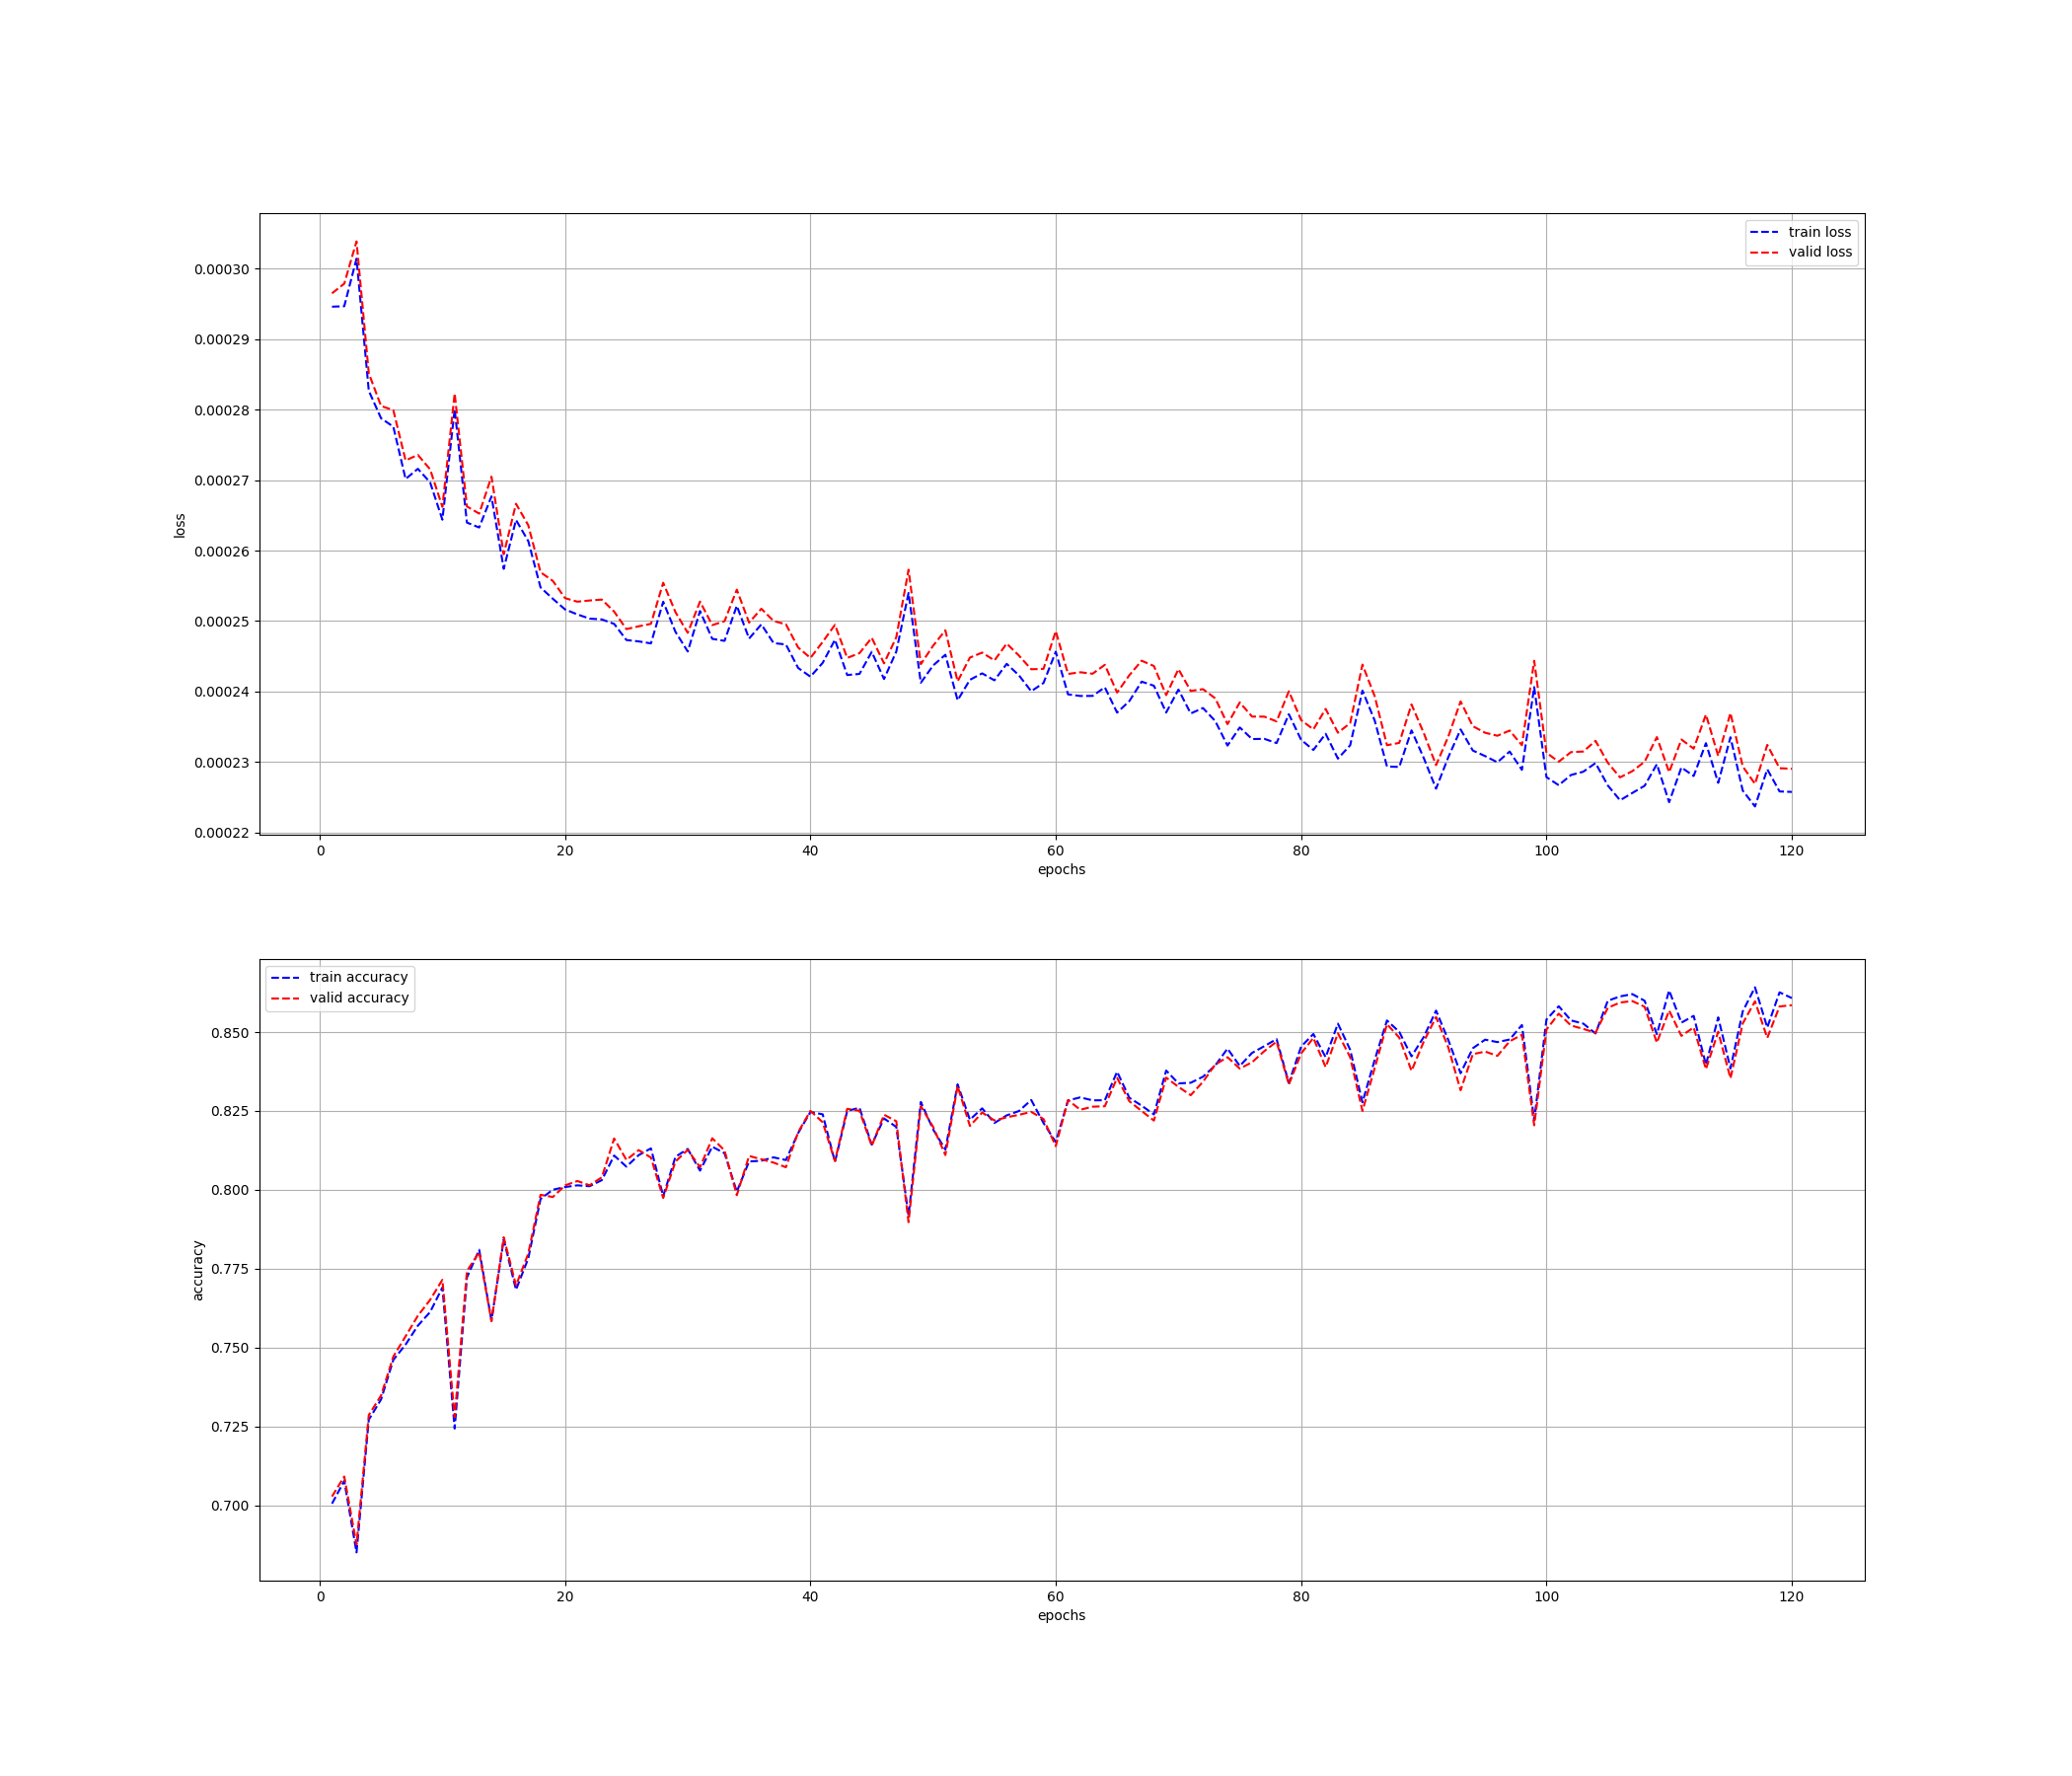 train loss
valid loss
0.00030
0.00029
0.00028
0.00027
0.00026
0.00025
0.00024
0.00023
0.00022
loss
0 20 40 60 80 100 120
epochs
train accuracy
valid accuracy
0.850
0.825
0.800
0.775
0.750
0.725
0.700
accuracy
0 20 40 60 80 100 120
epochs